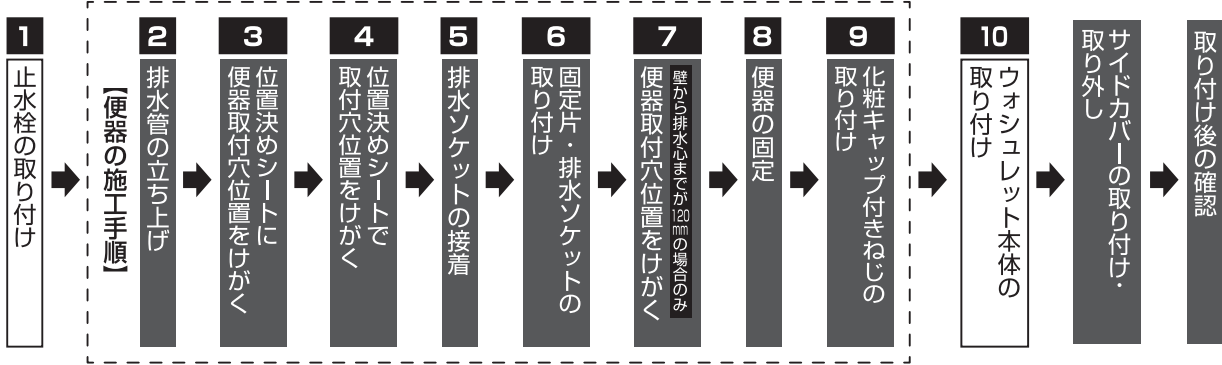 1
止水栓の取り付け
【便器の施工手順】
2
排水管の立ち上げ
3
位置決めシートに
便器取付穴位置をけがく
4
位置決めシートで
取付穴位置をけがく
5
排水ソケットの接着
6
固定片・排水ソケットの
取り付け
7
壁から排水心までが120mmの場合のみ
便器取付穴位置をけがく
8
便器の固定
9
化粧キャップ付きねじの
取り付け
10
ウォシュレット本体の
取り付け
サイドカバーの取り付け・
取り外し
取り付け後の確認